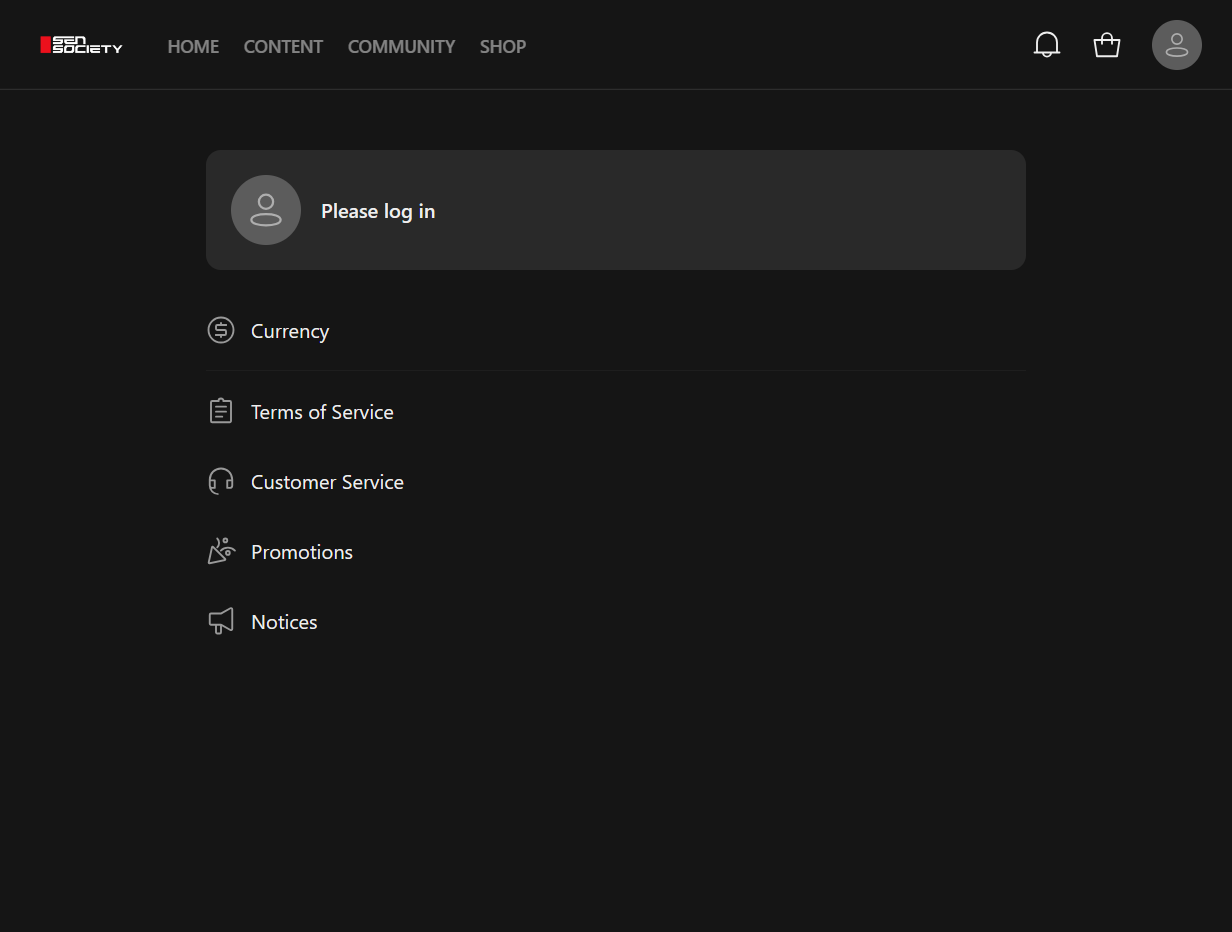 SEN
SOCIETY
HOME CONTENT COMMUNITY SHOP
Please log in
Currency
Terms of Service
Customer Service
Promotions
Notices